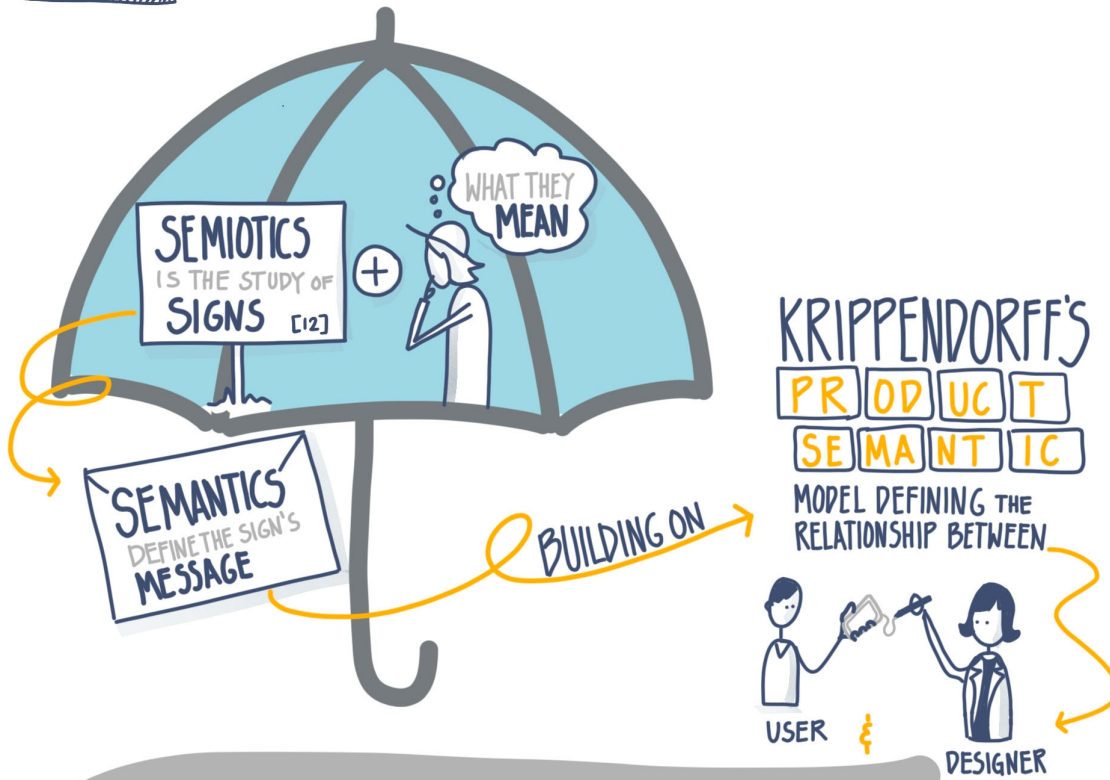 SEMIOTICS
IS THE STUDY OF
SIGNS [12]
+
WHAT THEY
MEAN
SEMANTICS
DEFINE THE SIGN'S
MESSAGE
BUILDING ON
KRIPPENDORFF'S
PRODUCT
SEMANTIC
MODEL DEFINING THE
RELATIONSHIP BETWEEN
USER &
DESIGNER